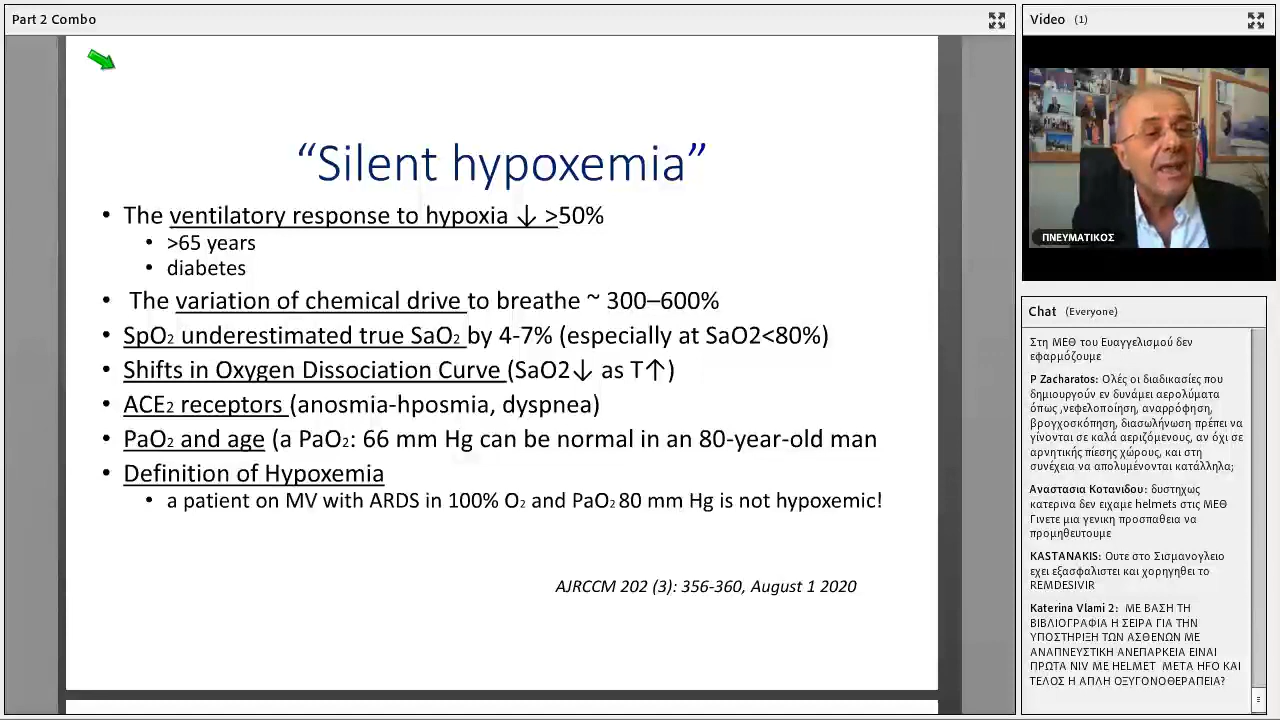 Part 2 Combo
“Silent hypoxemia”
• The ventilatory response to hypoxia ↓ >50%
• >65 years
• diabetes
• The variation of chemical drive to breathe ~ 300–600%
• SpO₂ underestimated true SaO₂ by 4-7% (especially at SaO2<80%)
• Shifts in Oxygen Dissociation Curve (SaO2↓ as T↑)
• ACE₂ receptors (anosmia-hposmia, dyspnea)
• PaO₂ and age (a PaO₂: 66 mm Hg can be normal in an 80-year-old man
• Definition of Hypoxemia
• a patient on MV with ARDS in 100% O₂ and PaO₂ 80 mm Hg is not hypoxemic!
AJRCCM 202 (3): 356-360, August 1 2020
Video (1)
ΠΝΕΥΜΑΤΙΚΟΣ
Chat (Everyone)
Στη ΜΕΘ του Ευαγγελισμού δεν
εφαρμόζουμε
P Zacharatos: Ολές οι διαδικασίες που
δημιουργούν εν δυνάμει αερολύματα
όπως ,νεφελοποίηση, αναρρόφηση,
βρογχοσκόπηση, διασωλήνωση πρέπει να
γίνονται σε καλά αεριζόμενους, αν όχι σε
αρνητικής πίεσης χώρους, και στη
συνέχεια να απολυμένονται κατάλληλα;
Αναστασια Κοτανιδου: δυστηχως
κατερινα δεν ειχαμε helmets στις ΜΕΘ
Γινετε μια γενικη προσπαθεια να
προμηθευτουμε
KASTANAKIS: Ουτε στο Σισμανογλειο
εχει εξασφαλιστει και χορηγηθει το
REMDESIVIR
Katerina Vlami 2: ΜΕ ΒΑΣΗ ΤΗ
ΒΙΒΛΙΟΓΡΑΦΙΑ Η ΣΕΙΡΑ ΓΙΑ ΤΗΝ
ΥΠΟΣΤΗΡΙΞΗ ΤΩΝ ΑΣΘΕΝΩΝ ΜΕ
ΑΝΑΠΝΕΥΣΤΙΚΗ ΑΝΕΠΑΡΚΕΙΑ ΕΙΝΑΙ
ΠΡΩΤΑ NIV ΜΕ HELMET ΜΕΤΑ HFO ΚΑΙ
ΤΕΛΟΣ Η ΑΠΛΗ ΟΞΥΓΟΝΟΘΕΡΑΠΕΙΑ?